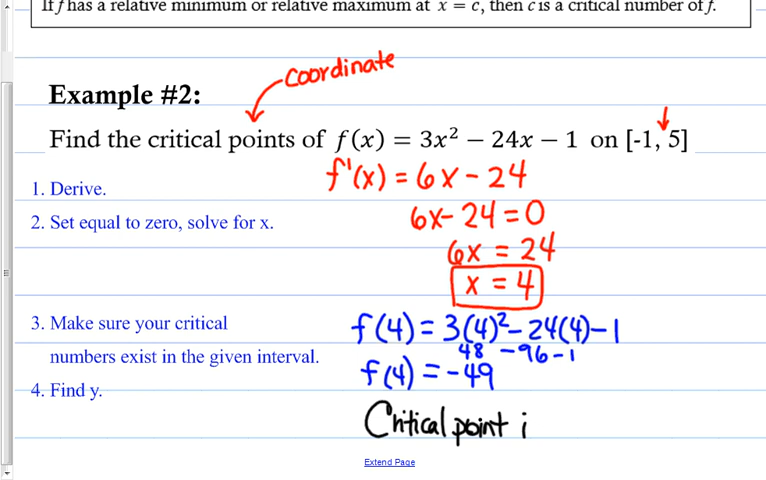 If f has a relative minimum or relative maximum at x = c, then c is a critical number of f.
coordinate
Example #2:
Find the critical points of f(x) = 3x² − 24x − 1 on [-1, 5]
f'(x) = 6x - 24
1. Derive.
6x - 24 = 0
2. Set equal to zero, solve for x.
6x = 24
x = 4
3. Make sure your critical
numbers exist in the given interval.
f(4) = 3(4)² - 24(4) - 1
48 - 96 - 1
f(4) = -49
4. Find y.
Critical point i
Extend Page